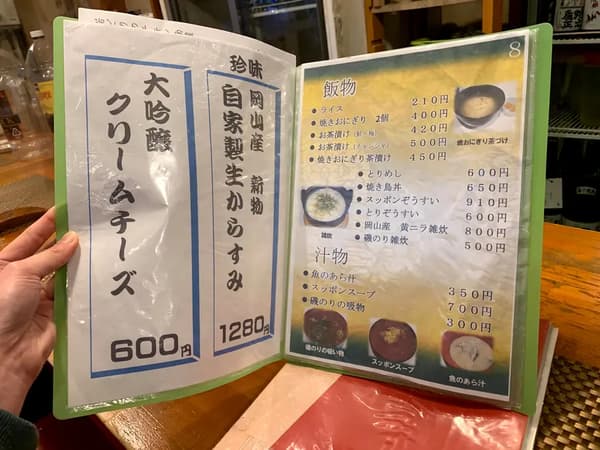 珍味
岡山産 新物
自家製生からすみ
1280円
大吟醸
クリームチーズ
600円
8
飯物
● ライス 210円
● 焼きおにぎり 2個 400円
● お茶漬け 420円
● お茶漬け 500円
● 焼きおにぎり茶漬け 450円
焼おにぎり茶づけ
● とりめし 600円
● 焼き鳥丼 650円
● スッポンぞうすい 910円
● とりぞうすい 600円
● 岡山産 黄ニラ雑炊 800円
● 磯のり雑炊 500円
雑炊
汁物
● 魚のあら汁 350円
● スッポンスープ 700円
● 磯のりの吸物 300円
磯のりの吸い物
スッポンスープ
魚のあら汁